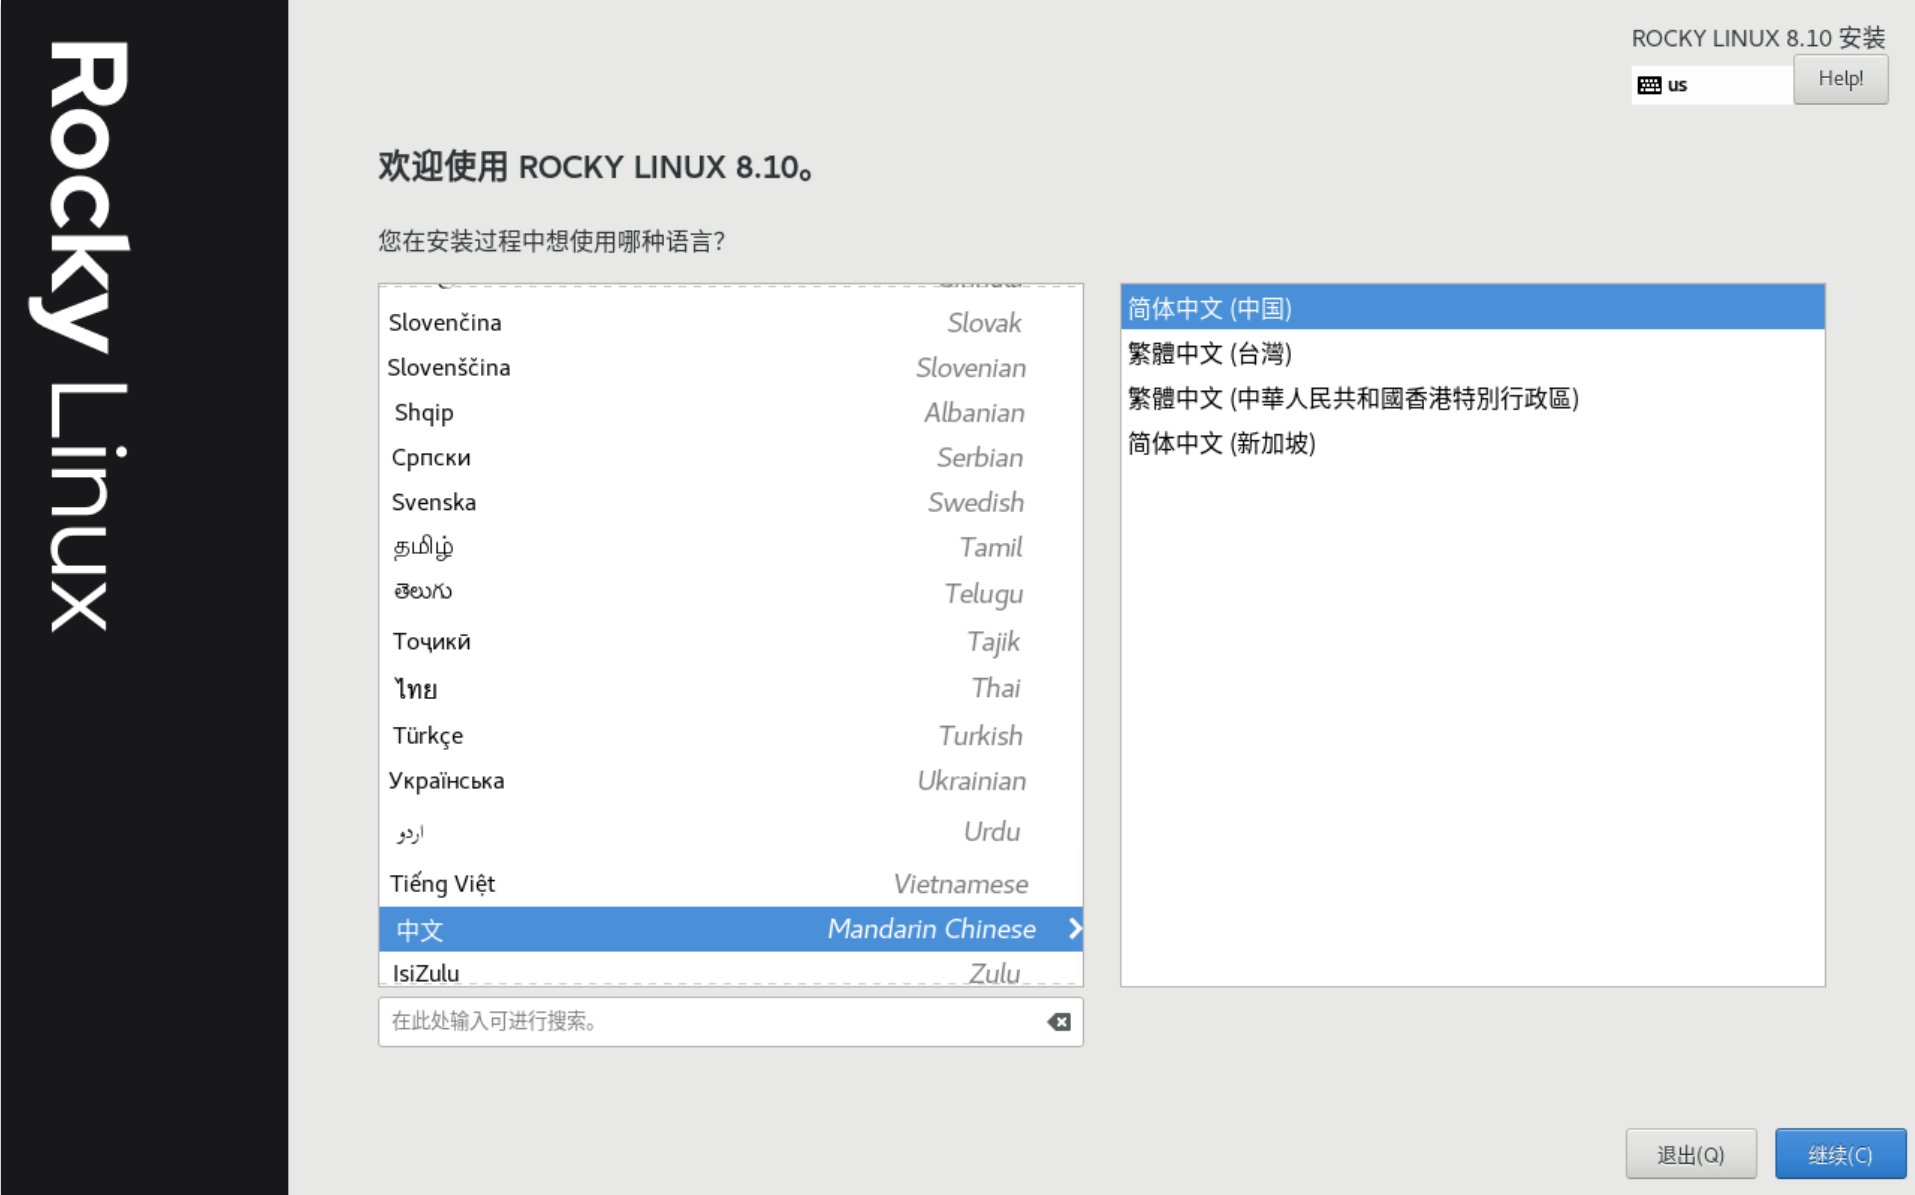 Rocky Linux
ROCKY LINUX 8.10 安装
us
Help!
欢迎使用 ROCKY LINUX 8.10。
您在安装过程中想使用哪种语言?
Slovenčina Slovak
Slovenščina Slovenian
Shqip Albanian
Српски Serbian
Svenska Swedish
தமிழ் Tamil
తెలుగు Telugu
Тоҷикӣ Tajik
ไทย Thai
Türkçe Turkish
Українська Ukrainian
اردو Urdu
Tiếng Việt Vietnamese
中文 Mandarin Chinese
IsiZulu Zulu
在此处输入可进行搜索。
简体中文 (中国)
繁體中文 (台灣)
繁體中文 (中華人民共和國香港特別行政區)
简体中文 (新加坡)
退出(Q)
继续(C)